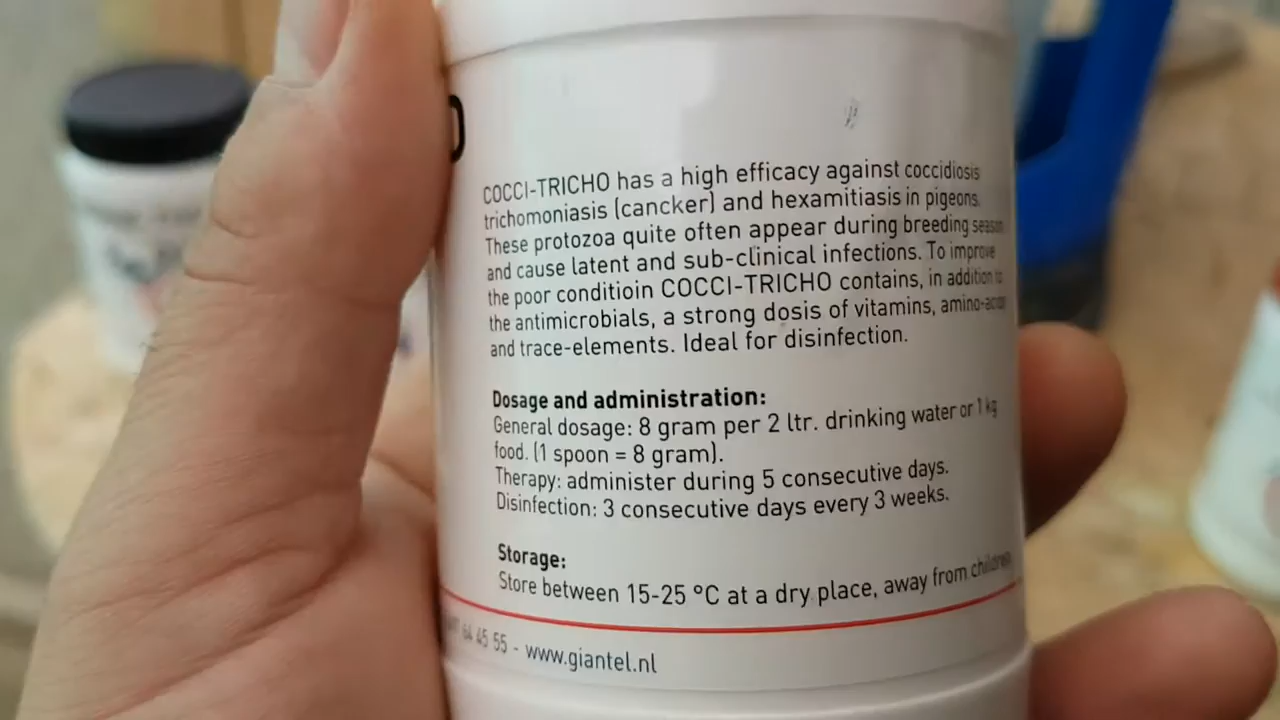 COCCI-TRICHO has a high efficacy against coccidiosis
trichomoniasis (cancker) and hexamitiasis in pigeons.
These protozoa quite often appear during breeding season
and cause latent and sub-clinical infections. To improve
the poor conditioin COCCI-TRICHO contains, in addition to
the antimicrobials, a strong dosis of vitamins, amino-acids
and trace-elements. Ideal for disinfection.
Dosage and administration:
General dosage: 8 gram per 2 ltr. drinking water or 1 kg
food. (1 spoon = 8 gram).
Therapy: administer during 5 consecutive days.
Disinfection: 3 consecutive days every 3 weeks.
Storage:
Store between 15-25 °C at a dry place, away from children
64 45 55 - www.giantel.nl